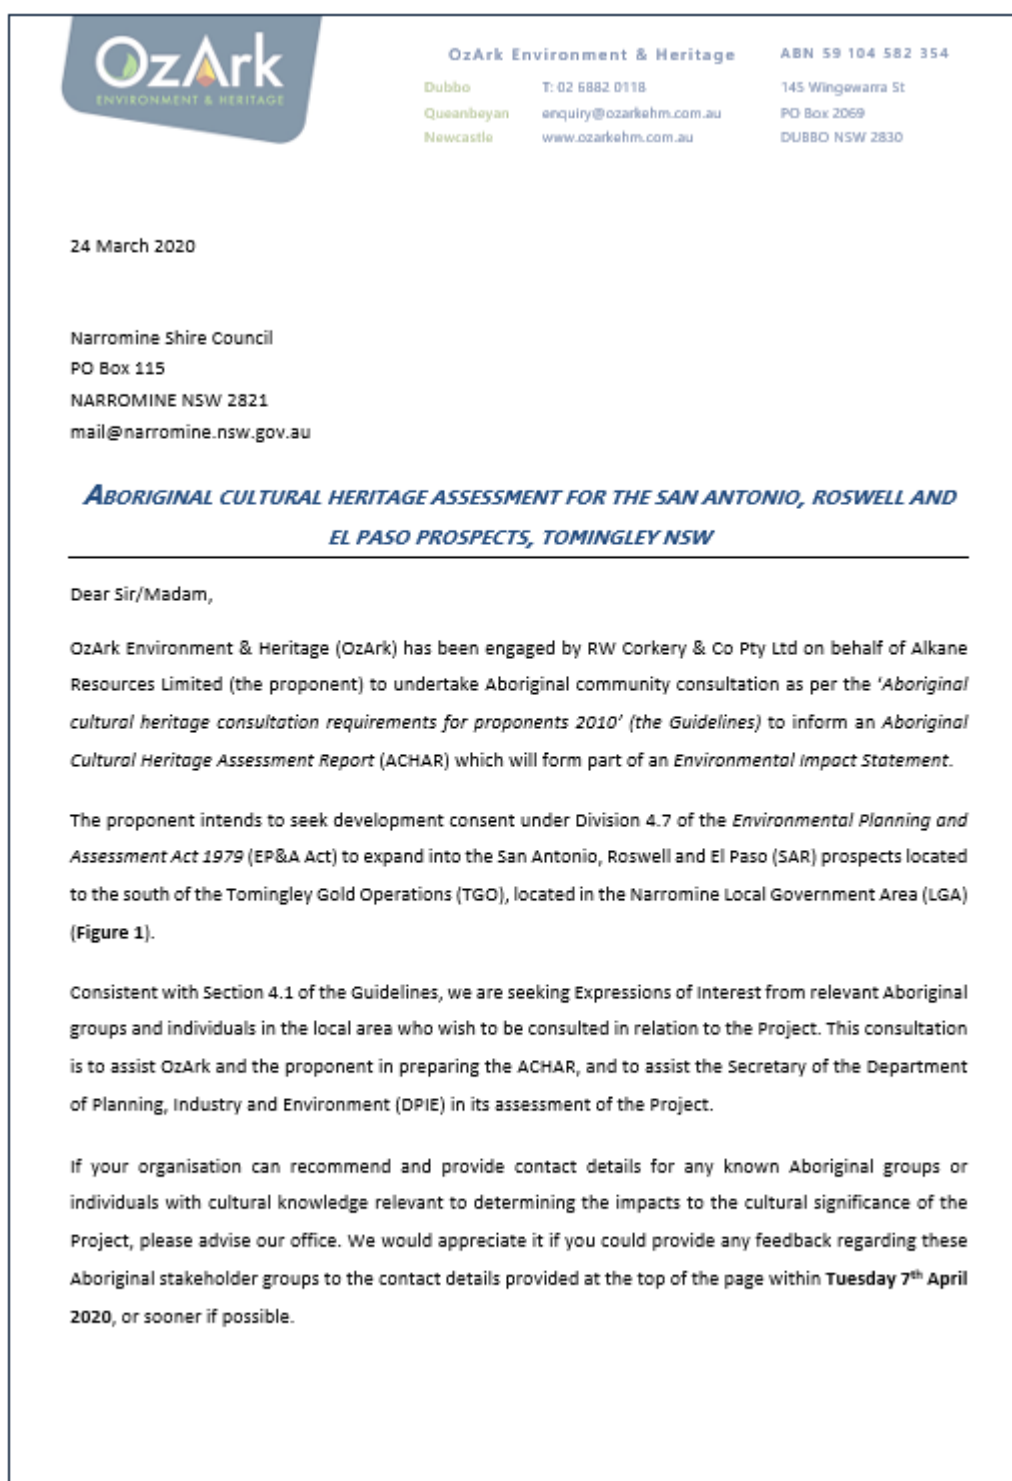 OzArk
ENVIRONMENT & HERITAGE
OzArk Environment & Heritage
ABN 59 104 582 354
Dubbo T: 02 6882 0118 145 Wingewarra St
Queanbeyan enquiry@ozarkehm.com.au PO Box 2069
Newcastle www.ozarkehm.com.au DUBBO NSW 2830
24 March 2020
Narromine Shire Council
PO Box 115
NARROMINE NSW 2821
mail@narromine.nsw.gov.au
ABORIGINAL CULTURAL HERITAGE ASSESSMENT FOR THE SAN ANTONIO, ROSWELL AND
EL PASO PROSPECTS, TOMINGLEY NSW
Dear Sir/Madam,
OzArk Environment & Heritage (OzArk) has been engaged by RW Corkery & Co Pty Ltd on behalf of Alkane
Resources Limited (the proponent) to undertake Aboriginal community consultation as per the ‘Aboriginal
cultural heritage consultation requirements for proponents 2010’ (the Guidelines) to inform an Aboriginal
Cultural Heritage Assessment Report (ACHAR) which will form part of an Environmental Impact Statement.
The proponent intends to seek development consent under Division 4.7 of the Environmental Planning and
Assessment Act 1979 (EP&A Act) to expand into the San Antonio, Roswell and El Paso (SAR) prospects located
to the south of the Tomingley Gold Operations (TGO), located in the Narromine Local Government Area (LGA)
(Figure 1).
Consistent with Section 4.1 of the Guidelines, we are seeking Expressions of Interest from relevant Aboriginal
groups and individuals in the local area who wish to be consulted in relation to the Project. This consultation
is to assist OzArk and the proponent in preparing the ACHAR, and to assist the Secretary of the Department
of Planning, Industry and Environment (DPIE) in its assessment of the Project.
If your organisation can recommend and provide contact details for any known Aboriginal groups or
individuals with cultural knowledge relevant to determining the impacts to the cultural significance of the
Project, please advise our office. We would appreciate it if you could provide any feedback regarding these
Aboriginal stakeholder groups to the contact details provided at the top of the page within Tuesday 7th April
2020, or sooner if possible.